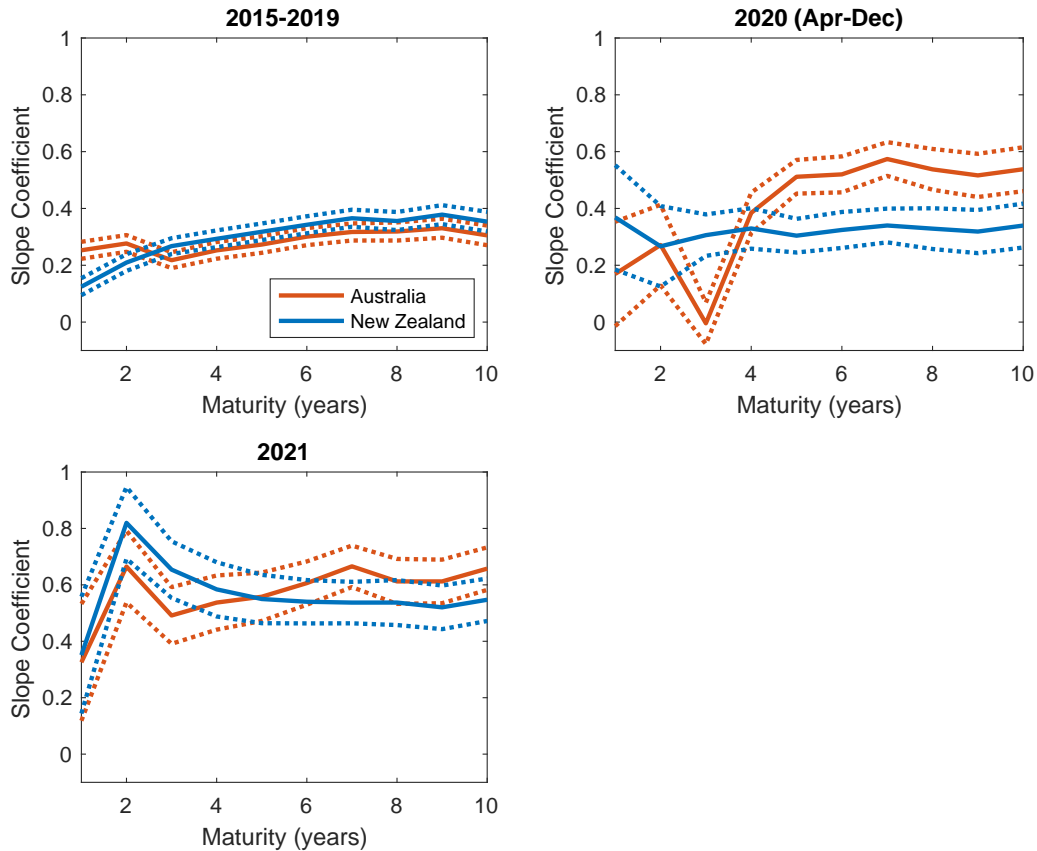 2015-2019
1
0.8
0.6
0.4
0.2
0
Slope Coefficient
Australia
New Zealand
2 4 6 8 10
Maturity (years)
2020 (Apr-Dec)
1
0.8
0.6
0.4
0.2
0
Slope Coefficient
2 4 6 8 10
Maturity (years)
2021
1
0.8
0.6
0.4
0.2
0
Slope Coefficient
2 4 6 8 10
Maturity (years)